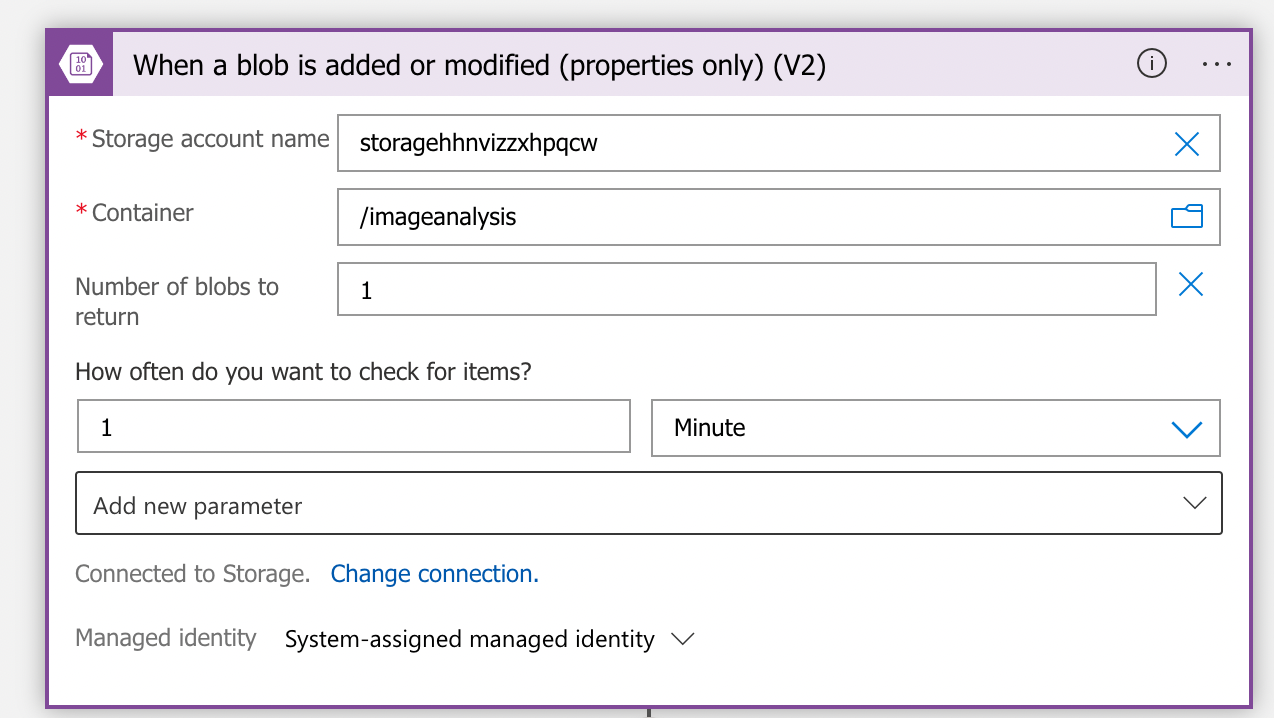 10
01
When a blob is added or modified (properties only) (V2)
i
...
* Storage account name
storagehhnvizzxhpqcw
* Container
/imageanalysis
Number of blobs to
return
1
How often do you want to check for items?
1
Minute
Add new parameter
Connected to Storage. Change connection.
Managed identity System-assigned managed identity